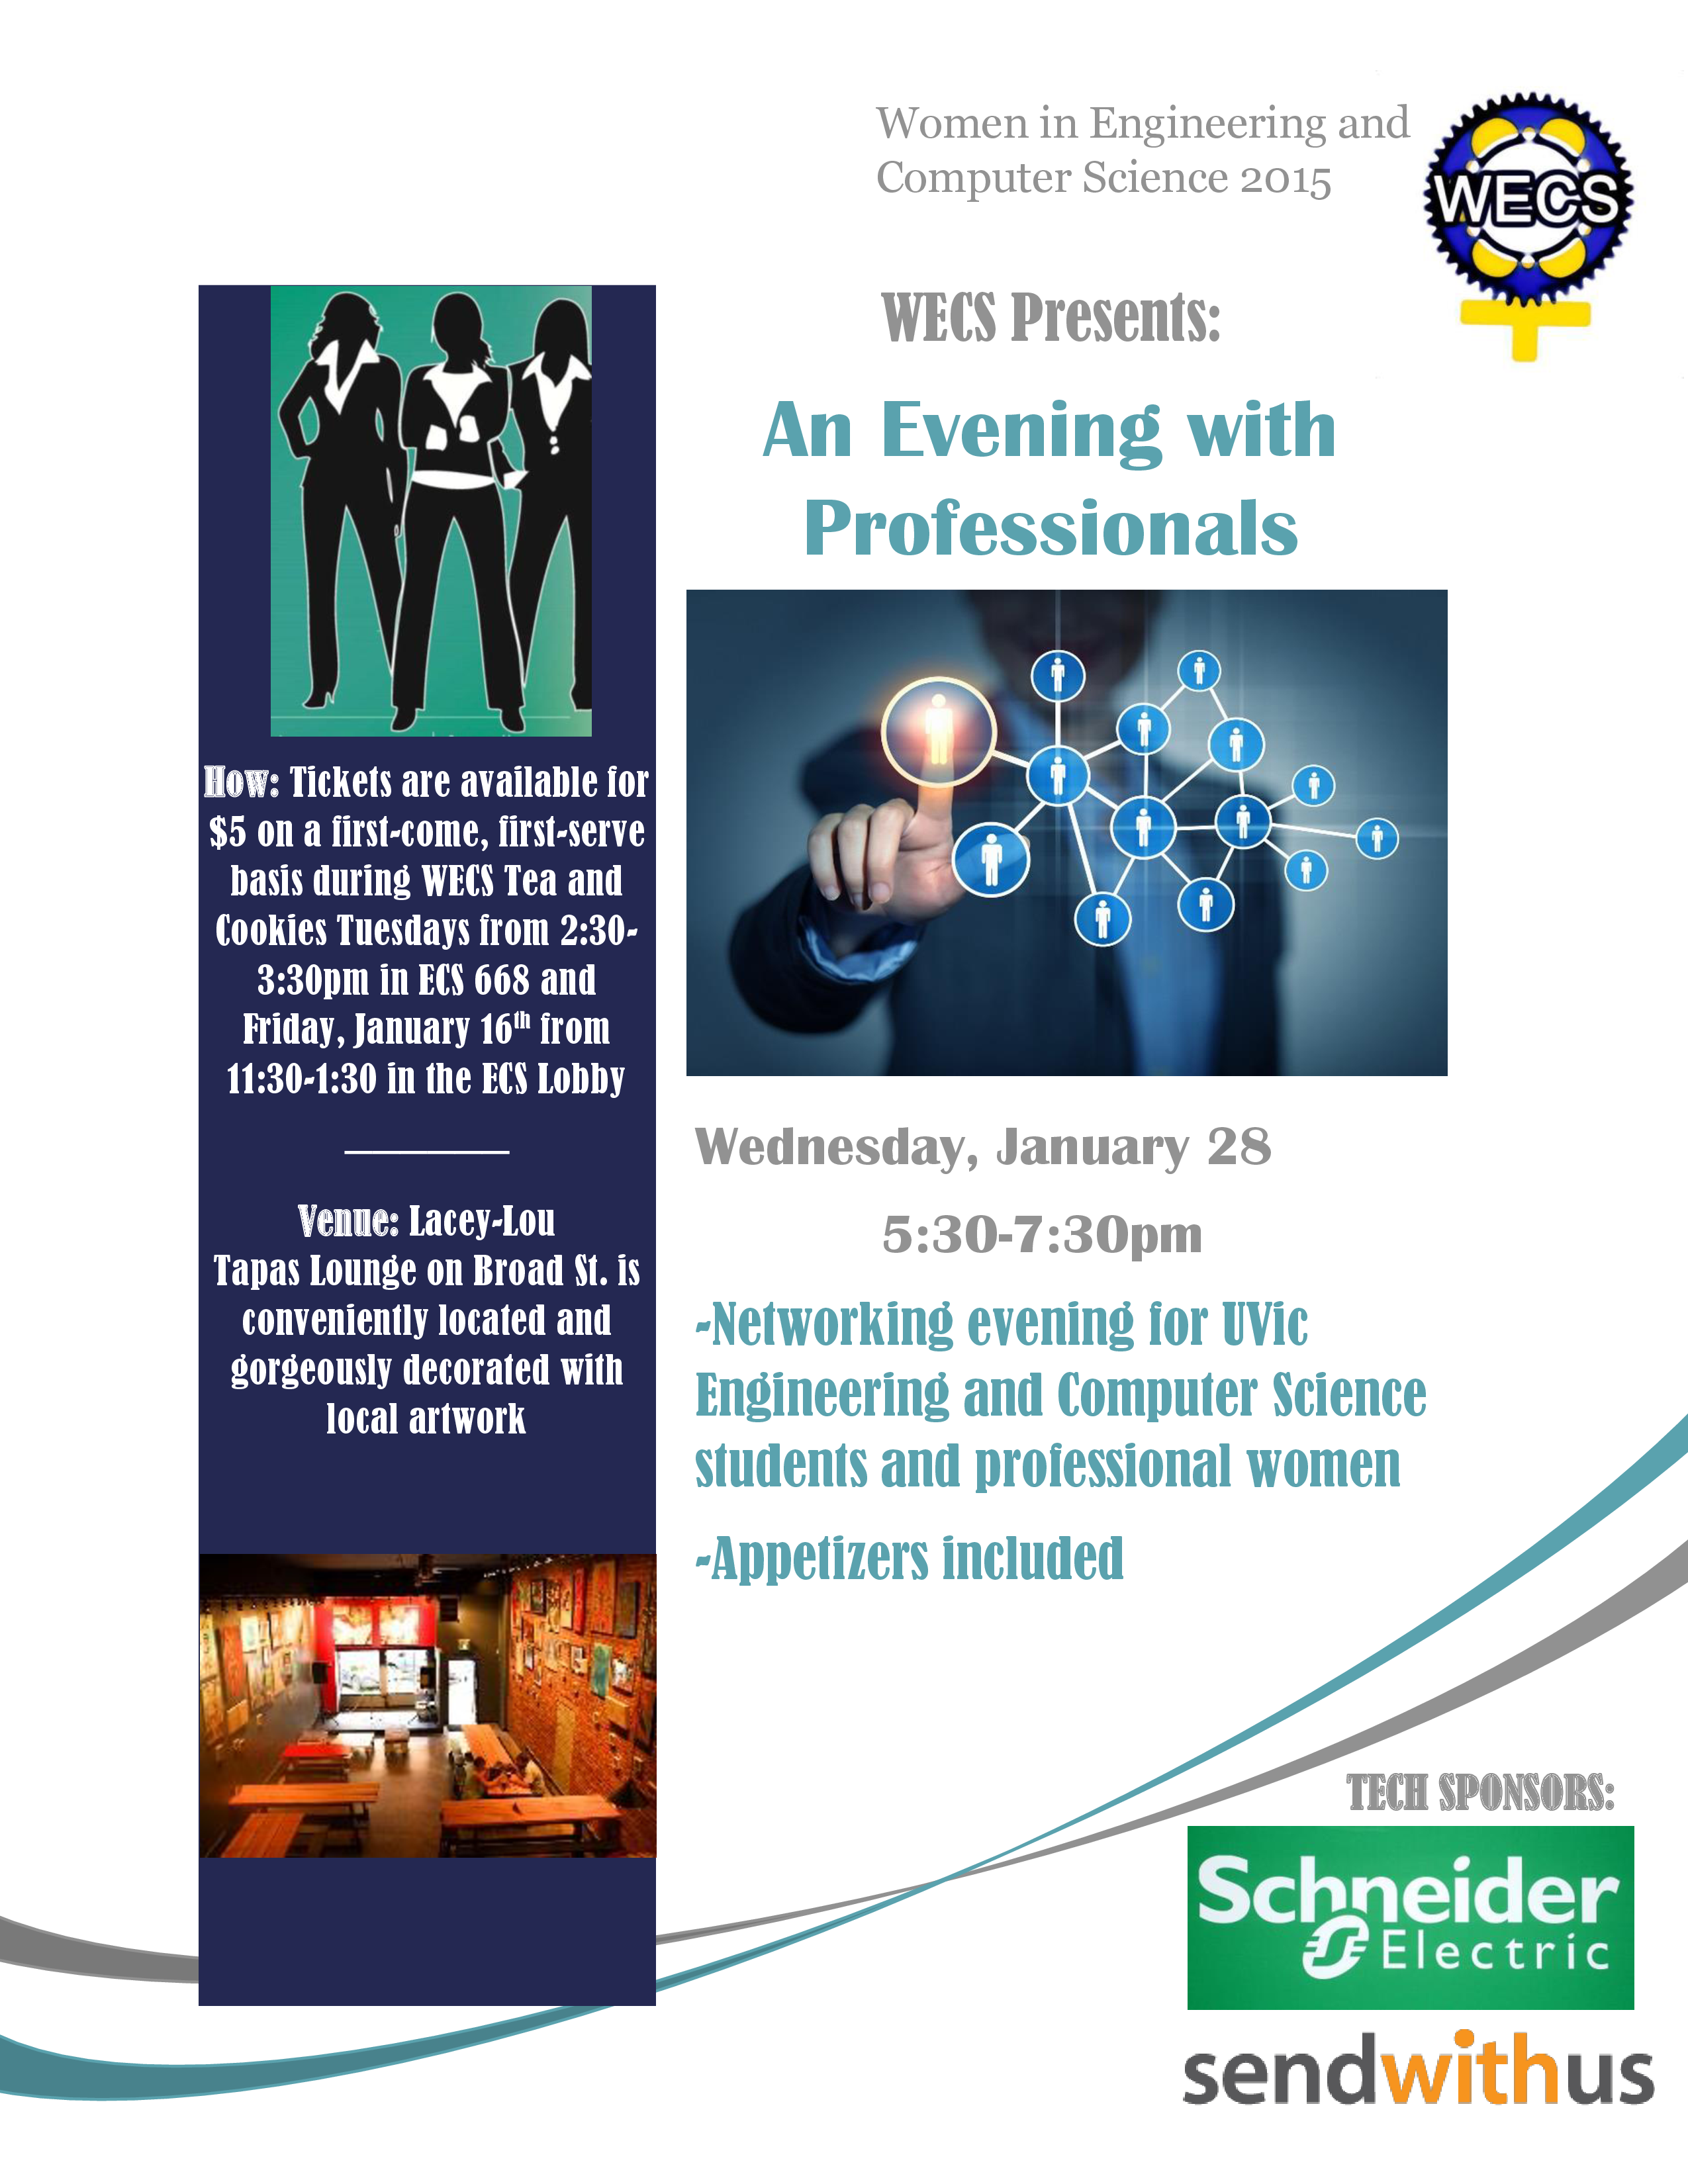 Women in Engineering and
Computer Science 2015
WECS
WECS Presents:
An Evening with
Professionals
How: Tickets are available for
$5 on a first-come, first-serve
basis during WECS Tea and
Cookies Tuesdays from 2:30-
3:30pm in ECS 668 and
Friday, January 16th from
11:30-1:30 in the ECS Lobby
Venue: Lacey-Lou
Tapas Lounge on Broad St. is
conveniently located and
gorgeously decorated with
local artwork
Wednesday, January 28
5:30-7:30pm
-Networking evening for UVic
Engineering and Computer Science
students and professional women
-Appetizers included
TECH SPONSORS:
Schneider
Electric
sendwithus